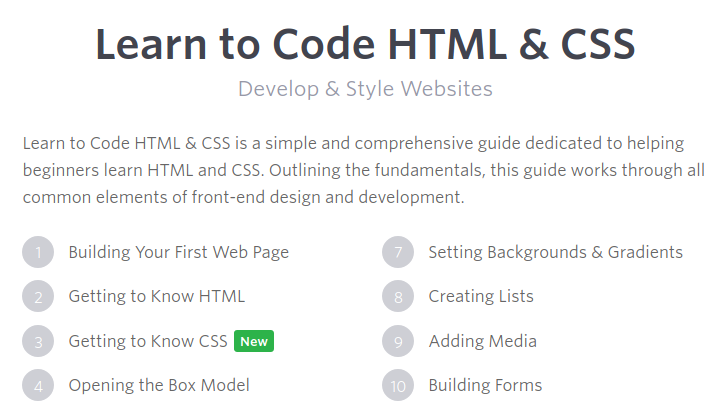 Learn to Code HTML & CSS
Develop & Style Websites
Learn to Code HTML & CSS is a simple and comprehensive guide dedicated to helping
beginners learn HTML and CSS. Outlining the fundamentals, this guide works through all
common elements of front-end design and development.
1 Building Your First Web Page
2 Getting to Know HTML
3 Getting to Know CSS New
4 Opening the Box Model
7 Setting Backgrounds & Gradients
8 Creating Lists
9 Adding Media
10 Building Forms